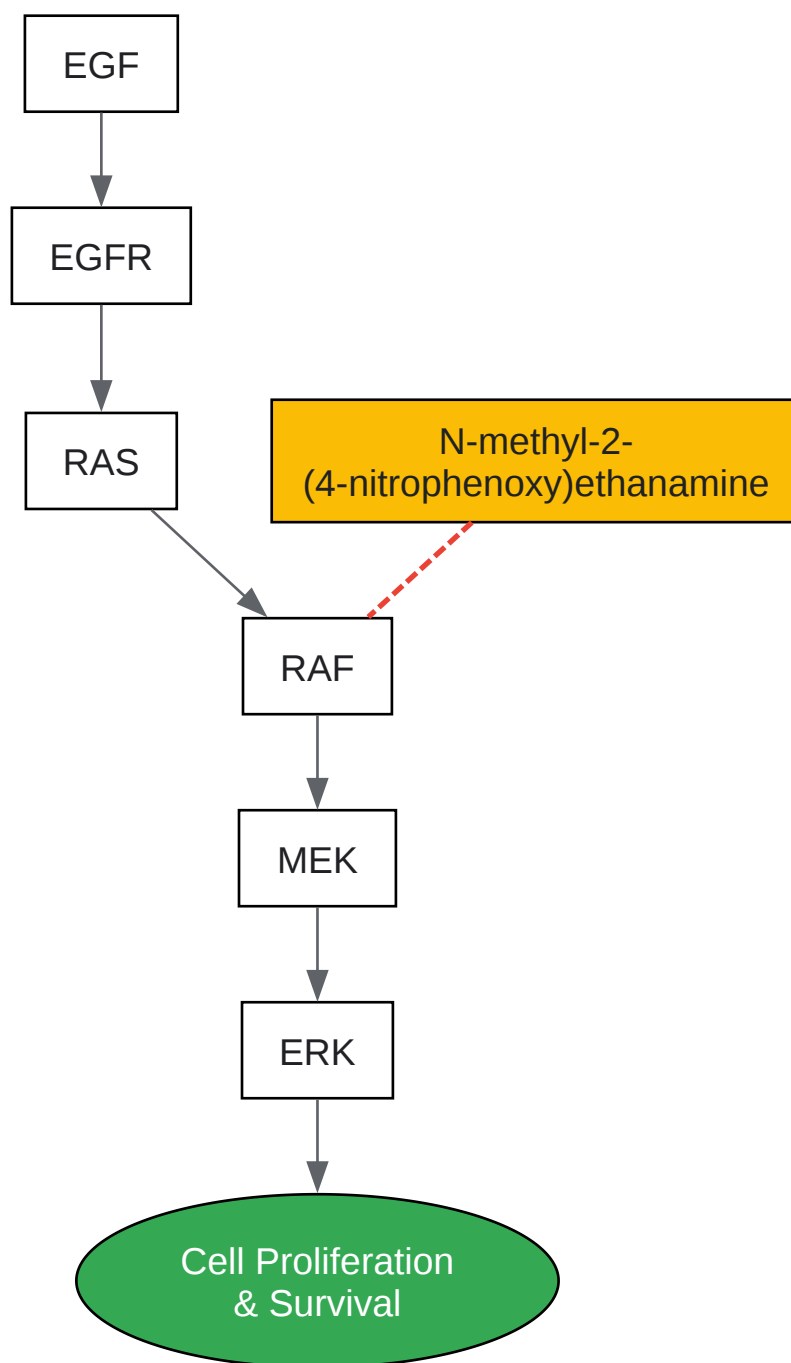 EGF
EGFR
RAS
N-methyl-2-
(4-nitrophenoxy)ethanamine
RAF
MEK
ERK
Cell Proliferation
& Survival